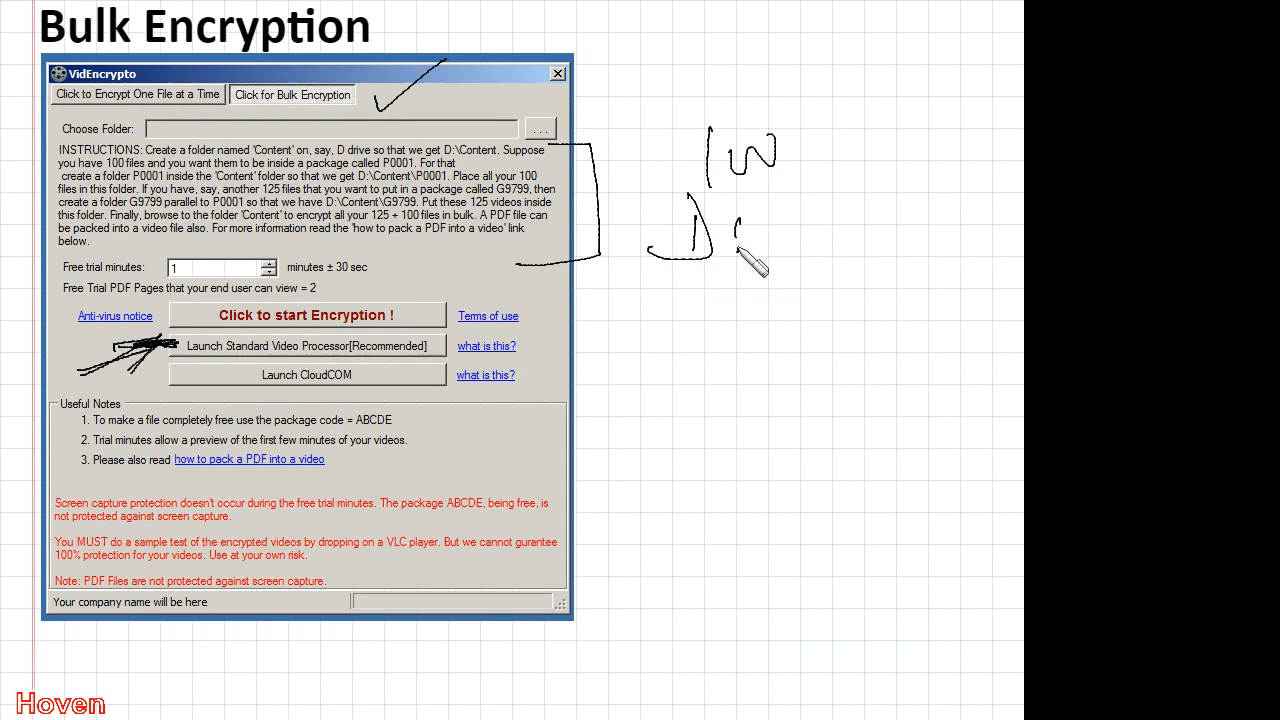 Bulk Encryption
VidEncrypto
Click to Encrypt One File at a Time Click for Bulk Encryption
Choose Folder: ...
INSTRUCTIONS: Create a folder named 'Content' on, say, D drive so that we get D:\Content. Suppose
you have 100 files and you want them to be inside a package called P0001. For that
create a folder P0001 inside the 'Content' folder so that we get D:\Content\P0001. Place all your 100
files in this folder. If you have, say, another 125 files that you want to put in a package called G9799, then
create a folder G9799 parallel to P0001 so that we have D:\Content\G9799. Put these 125 videos inside
this folder. Finally, browse to the folder 'Content' to encrypt all your 125 + 100 files in bulk. A PDF file can
be packed into a video file also. For more information read the 'how to pack a PDF into a video' link
below.
Free trial minutes: 1 minutes ± 30 sec
Free Trial PDF Pages that your end user can view = 2
Anti-virus notice Click to start Encryption ! Terms of use
Launch Standard Video Processor[Recommended] what is this?
Launch CloudCOM what is this?
Useful Notes
1. To make a file completely free use the package code = ABCDE
2. Trial minutes allow a preview of the first few minutes of your videos.
3. Please also read how to pack a PDF into a video
Screen capture protection doesn't occur during the free trial minutes. The package ABCDE, being free, is
not protected against screen capture.
You MUST do a sample test of the encrypted videos by dropping on a VLC player. But we cannot gurantee
100% protection for your videos. Use at your own risk.
Note: PDF Files are not protected against screen capture.
Your company name will be here
D:
Hoven